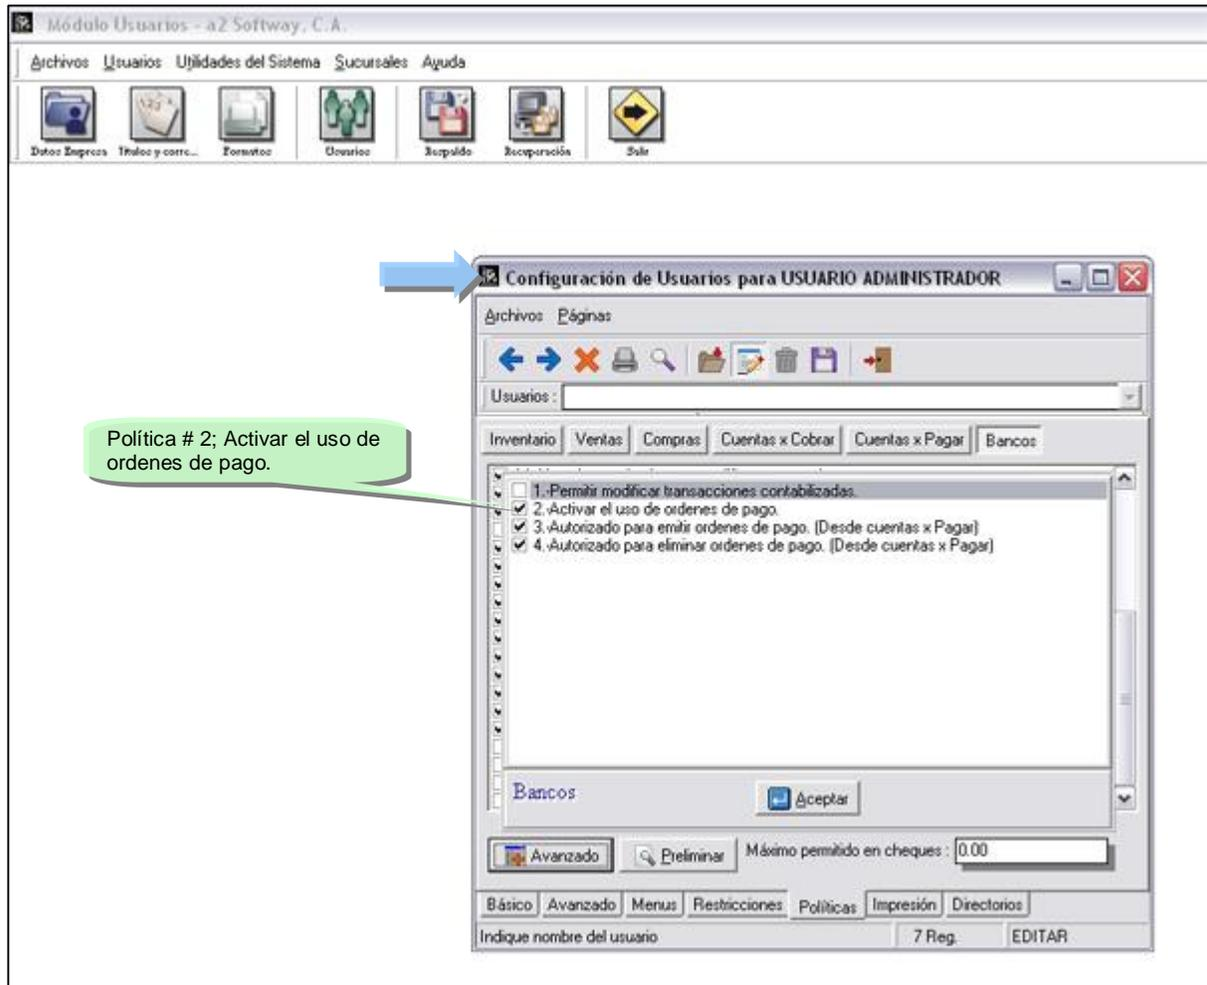 Módulo Usuarios - a2 Softway, C.A.
Archivos Usuarios Utilidades del Sistema Sucursales Ayuda
Datos Empresa Titulos y corre... Formatos Usuarios Respaldo Recuperación Salir
Configuración de Usuarios para USUARIO ADMINISTRADOR
Archivos Páginas
Usuarios :
Inventario Ventas Compras Cuentas x Cobrar Cuentas x Pagar Bancos
Política # 2; Activar el uso de
ordenes de pago.
1.-Permitir modificar transacciones contabilizadas.
2.-Activar el uso de ordenes de pago.
3.-Autorizado para emitir ordenes de pago. (Desde cuentas x Pagar)
4.-Autorizado para eliminar ordenes de pago. (Desde cuentas x Pagar)
Bancos Aceptar
Avanzado Preliminar Máximo permitido en cheques : 0.00
Básico Avanzado Menus Restricciones Políticas Impresión Directorios
Indique nombre del usuario 7 Reg. EDITAR